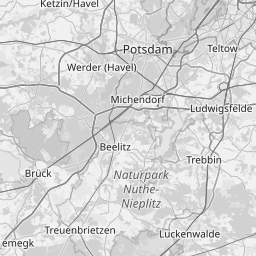 Ketzin/Havel
Potsdam
Teltow
Werder (Havel)
Michendorf
Ludwigsfelde
Beelitz
Trebbin
Brück
Naturpark
Nuthe-
Nieplitz
Treuenbrietzen
Luckenwalde
emegk